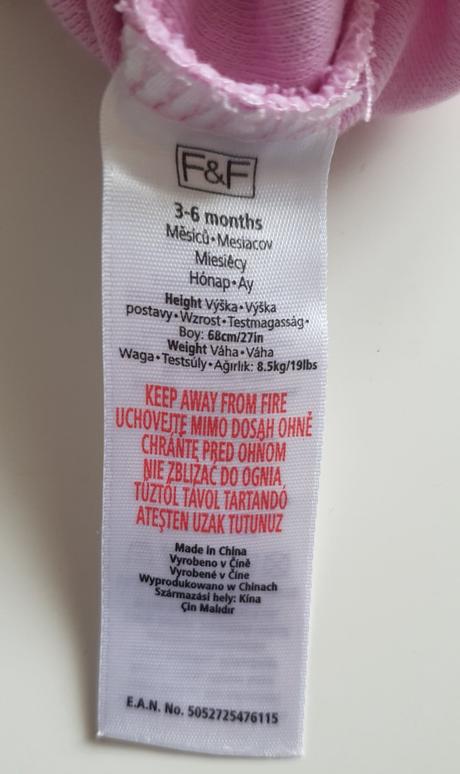 F&F
3-6 months
Měsíců•Mesiacov
Miesięcy
Hónap•Ay
Height Výška•Výška
postavy•Wzrost•Testmagasság•
Boy: 68cm/27in
Weight Váha•Váha
Waga•Testsúly•Ağırlık: 8.5kg/19lbs
KEEP AWAY FROM FIRE
UCHOVEJTE MIMO DOSAH OHNĚ
CHRÁŇTE PRED OHŇOM
NIE ZBLIŻAĆ DO OGNIA
TŰZTŐL TÁVOL TARTANDÓ
ATEŞTEN UZAK TUTUNUZ
Made in China
Vyrobeno v Číně
Vyrobené v Číne
Wyprodukowano w Chinach
Származási hely: Kína
Çin Malıdır
E.A.N. No. 5052725476115